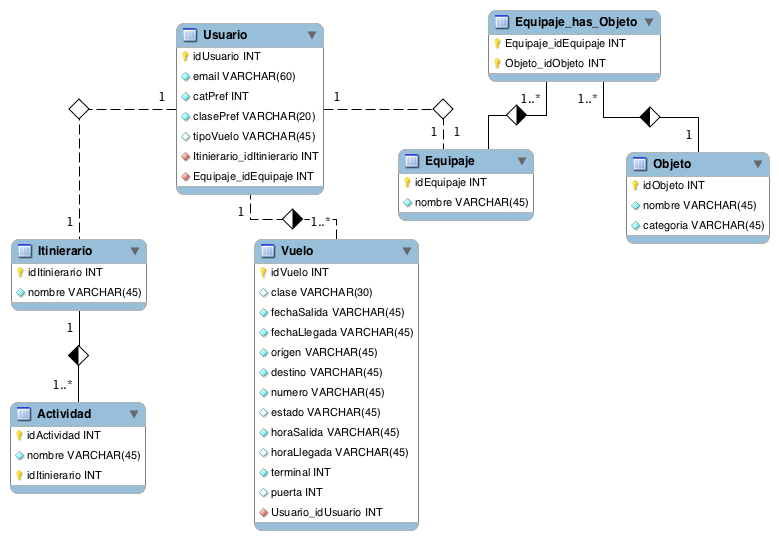 Equipaje_has_Objeto
Equipaje_idEquipaje INT
Objeto_idObjeto INT
Usuario
idUsuario INT
email VARCHAR(60)
catPref INT
clasePref VARCHAR(20)
tipoVuelo VARCHAR(45)
Itinierario_idItinierario INT
Equipaje_idEquipaje INT
1
1
1..*
1..*
1
1
1
Equipaje
idEquipaje INT
nombre VARCHAR(45)
Objeto
idObjeto INT
nombre VARCHAR(45)
categoria VARCHAR(45)
1
1
1..*
Itinierario
idItinierario INT
nombre VARCHAR(45)
1
1..*
Actividad
idActividad INT
nombre VARCHAR(45)
idItinierario INT
Vuelo
idVuelo INT
clase VARCHAR(30)
fechaSalida VARCHAR(45)
fechaLlegada VARCHAR(45)
origen VARCHAR(45)
destino VARCHAR(45)
numero VARCHAR(45)
estado VARCHAR(45)
horaSalida VARCHAR(45)
horaLlegada VARCHAR(45)
terminal INT
puerta INT
Usuario_idUsuario INT